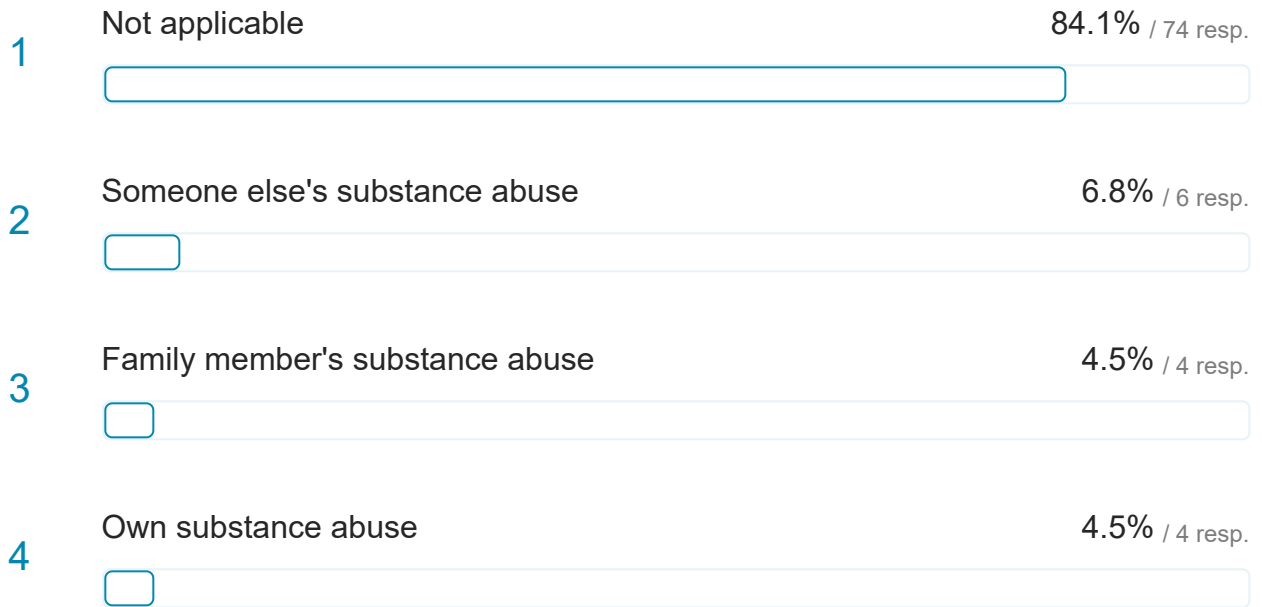 1 Not applicable 84.1% / 74 resp.
2 Someone else's substance abuse 6.8% / 6 resp.
3 Family member's substance abuse 4.5% / 4 resp.
4 Own substance abuse 4.5% / 4 resp.